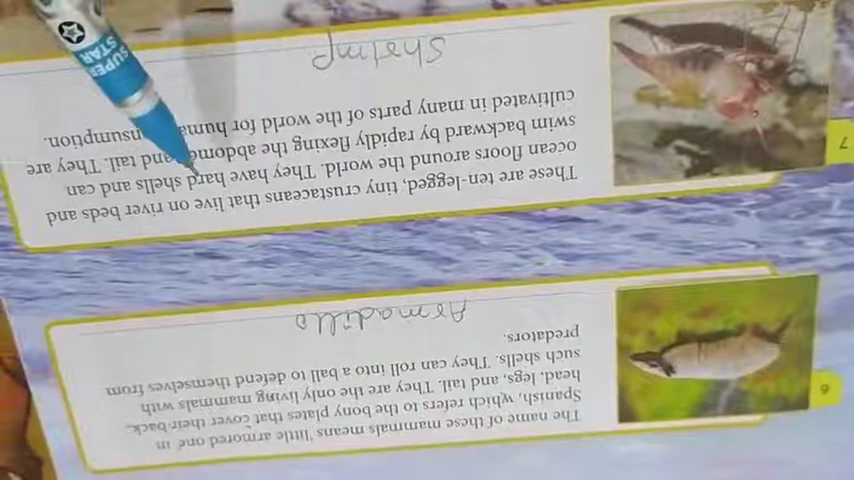 6
The name of these mammals means 'little armored one' in
Spanish, which refers to the bony plates that cover their back,
head, legs, and tail. They are the only living mammals with
such shells. They can roll into a ball to defend themselves from
predators.
Armadillo
7
These are ten-legged, tiny crustaceans that live on river beds and
ocean floors around the world. They have hard shells and can
swim backward by rapidly flexing the abdomen and tail. They are
cultivated in many parts of the world for human consumption.
Shrimp
SUPER
STAR